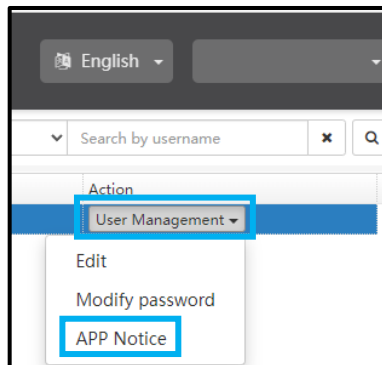 English
Search by username
Action
User Management
Edit
Modify password
APP Notice